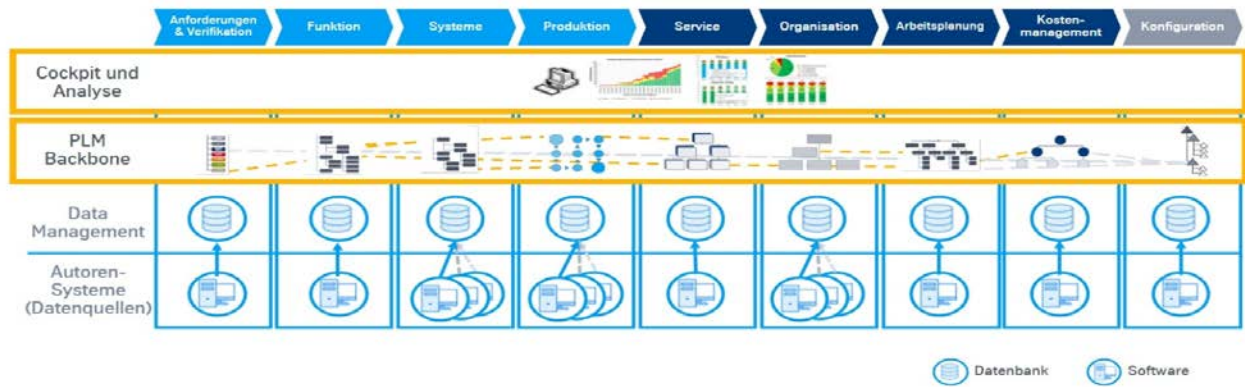 Anforderungen
& Verifikation
Funktion
Systeme
Produktion
Service
Organisation
Arbeitsplanung
Kosten-
management
Konfiguration
Cockpit und
Analyse
PLM
Backbone
Data
Management
Autoren-
Systeme
(Datenquellen)
Datenbank
Software